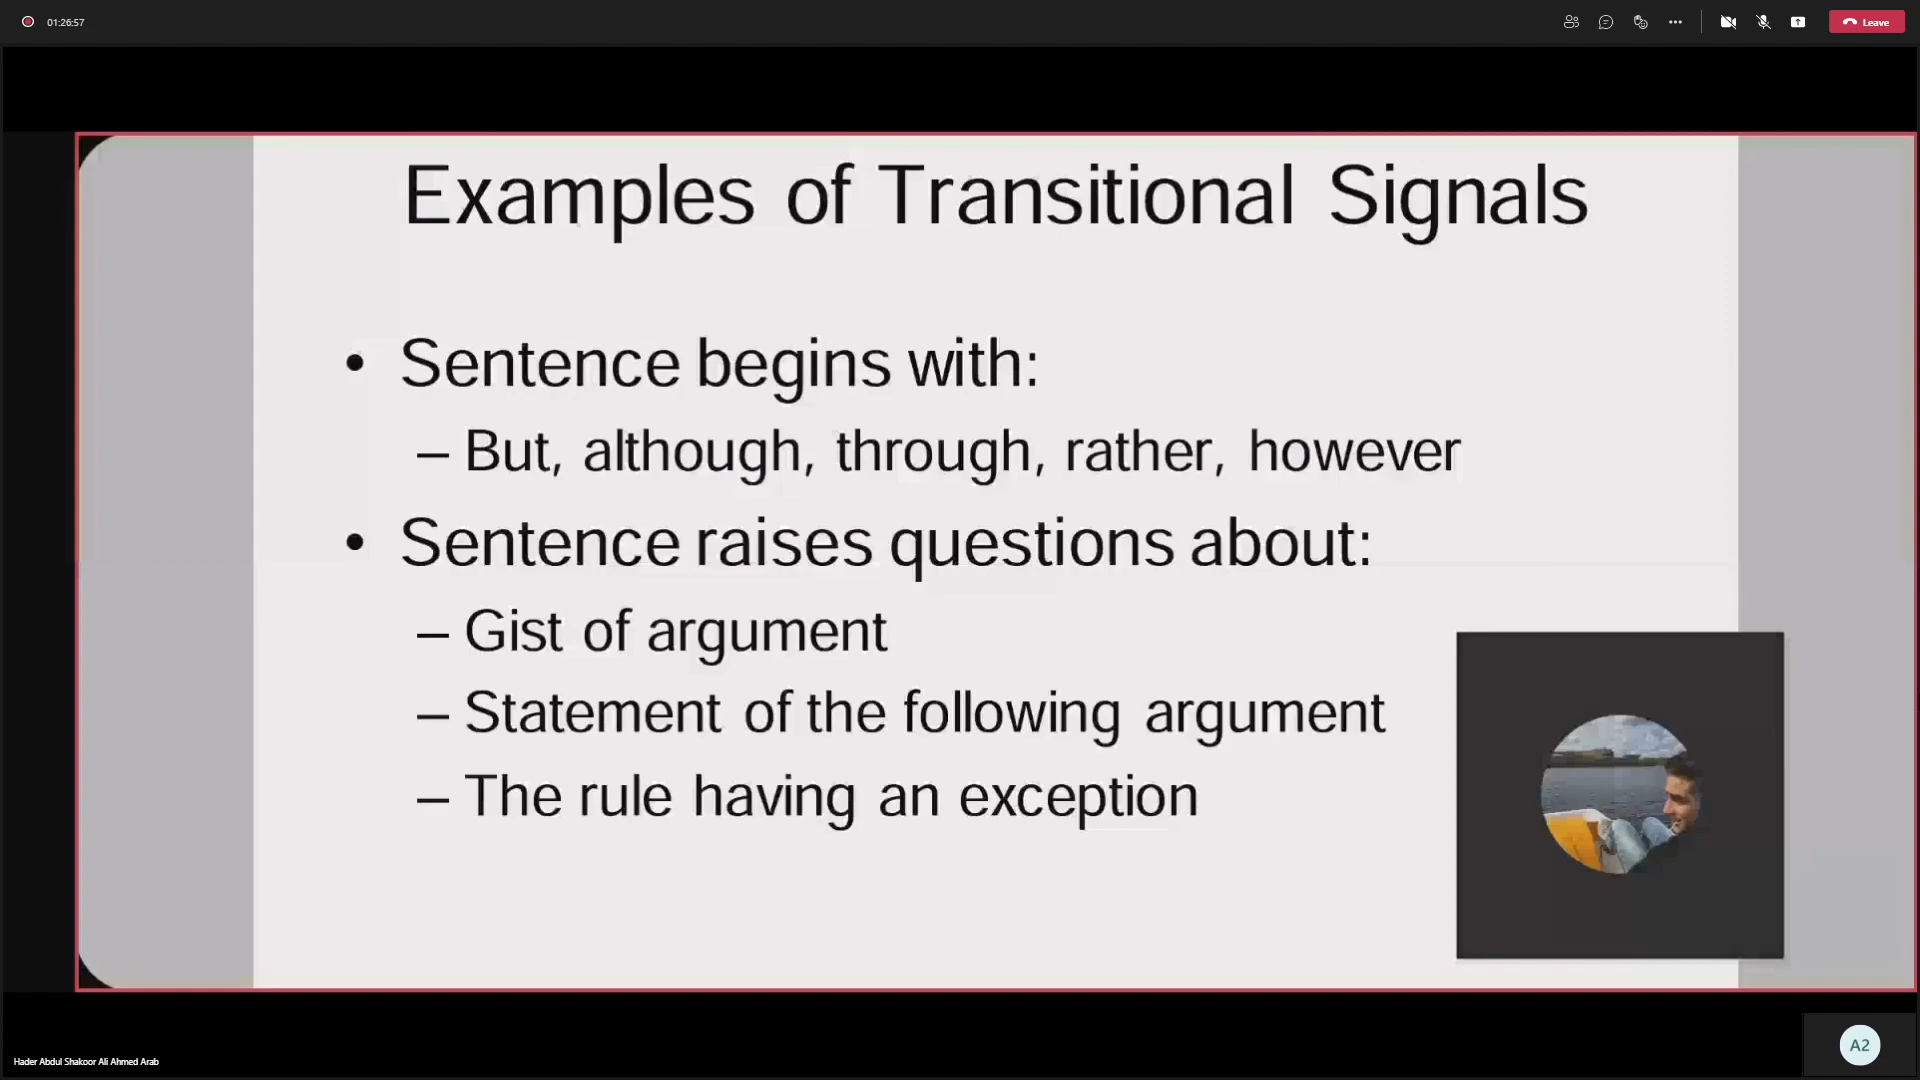 01:26:57
Leave
Examples of Transitional Signals
• Sentence begins with:
– But, although, through, rather, however
• Sentence raises questions about:
– Gist of argument
– Statement of the following argument
– The rule having an exception
Hader Abdul Shakoor Ali Ahmed Arab
A2